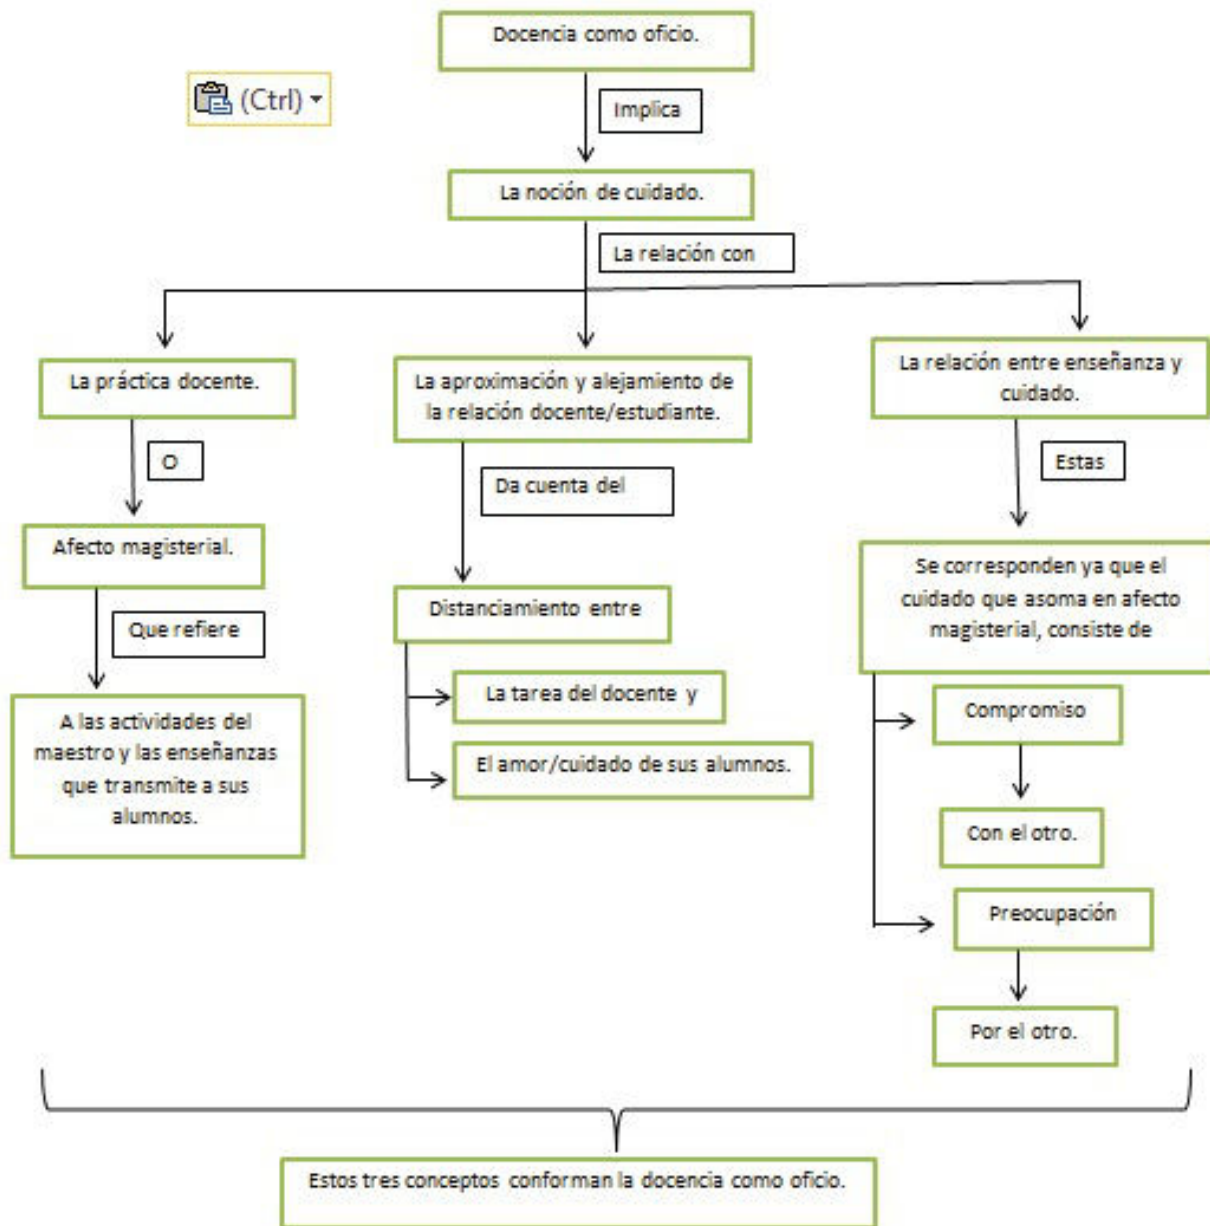 Docencia como oficio.
(Ctrl)
Implica
La noción de cuidado.
La relación con
La práctica docente.
La aproximación y alejamiento de
la relación docente/estudiante.
La relación entre enseñanza y
cuidado.
O
Da cuenta del
Estas
Afecto magisterial.
Distanciamiento entre
Se corresponden ya que el
cuidado que asoma en afecto
magisterial, consiste de
Que refiere
La tarea del docente y
El amor/cuidado de sus alumnos.
A las actividades del
maestro y las enseñanzas
que transmite a sus
alumnos.
Compromiso
Con el otro.
Preocupación
Por el otro.
Estos tres conceptos conforman la docencia como oficio.